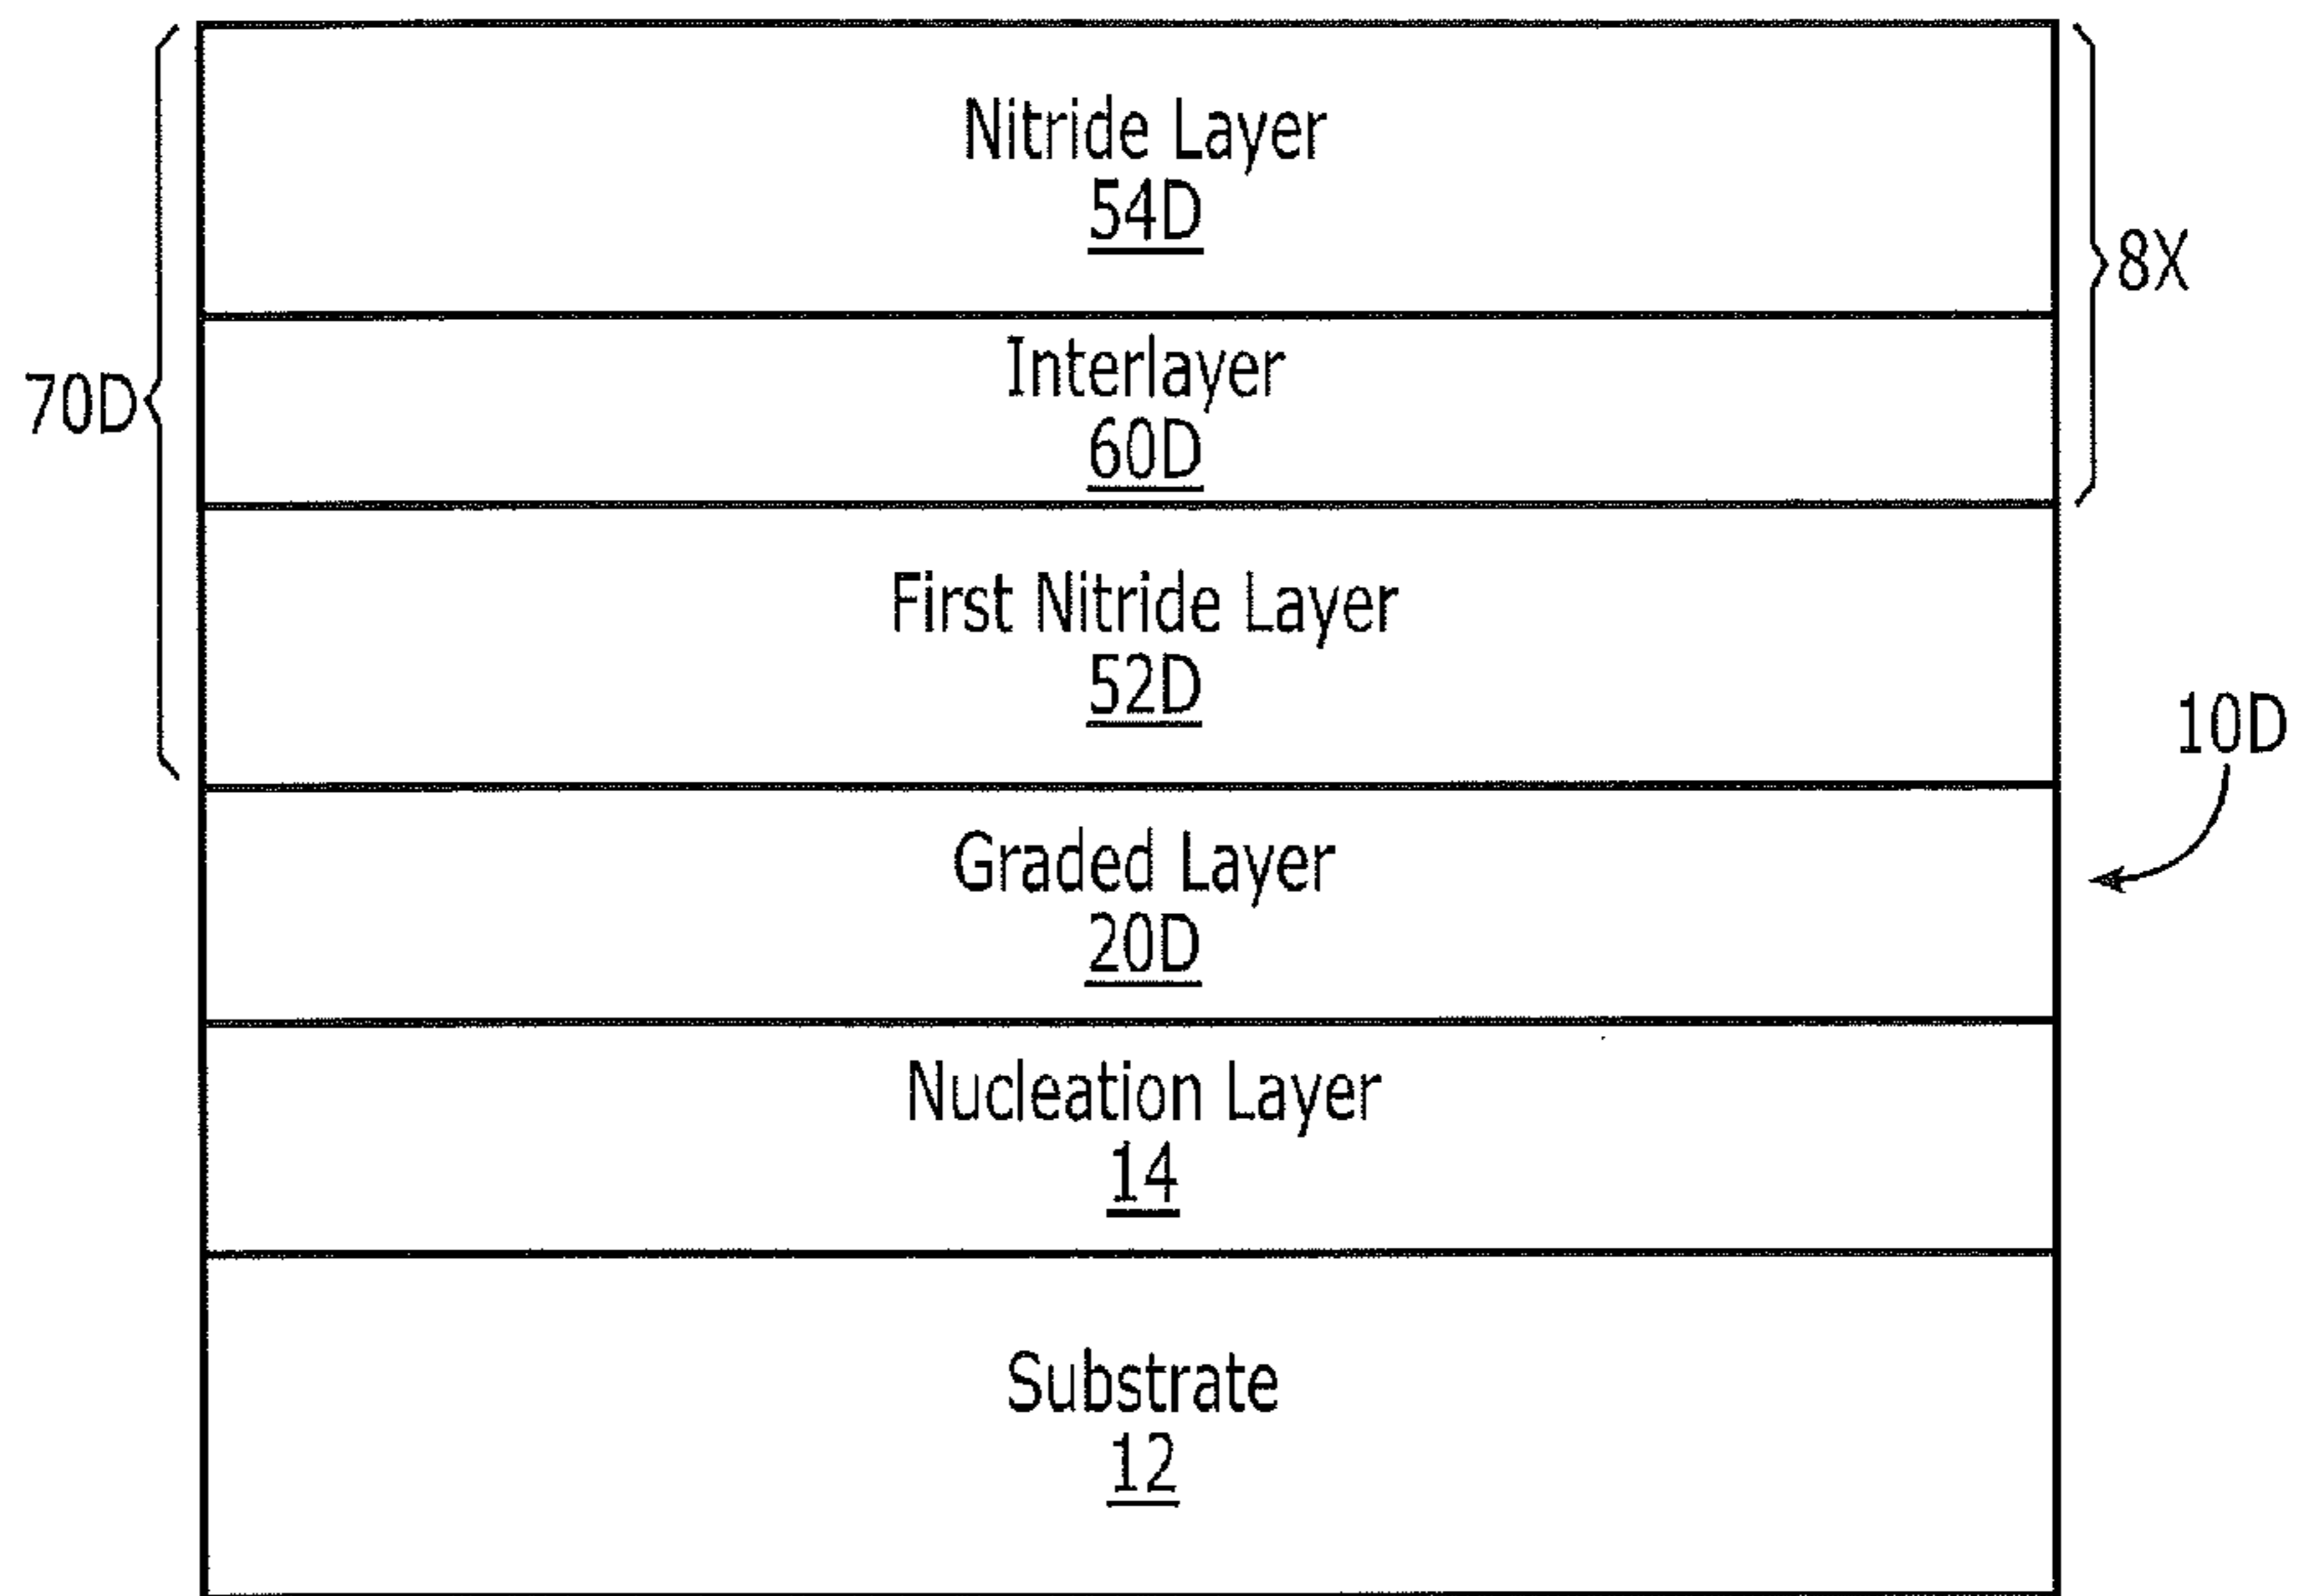 Nitride Layer
54D
8X
Interlayer
60D
70D
First Nitride Layer
52D
10D
Graded Layer
20D
Nucleation Layer
14
Substrate
12